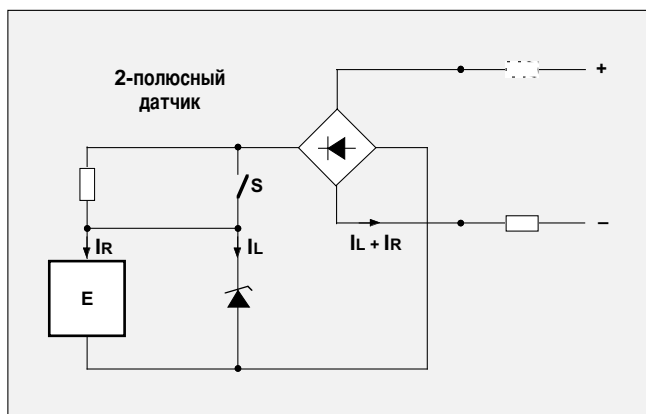 2-полюсный
датчик
+
S
–
IR
IL
IL + IR
E